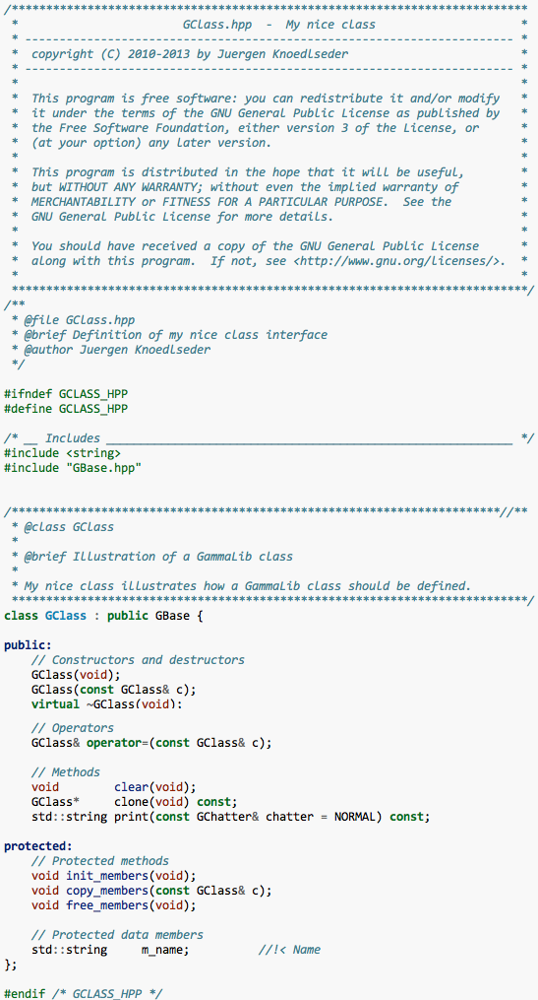 /***************************************************************************
 *                        GClass.hpp  -  My nice class                     *
 * ----------------------------------------------------------------------- *
 *  copyright (C) 2010-2013 by Juergen Knoedlseder                         *
 * ----------------------------------------------------------------------- *
 *                                                                         *
 *  This program is free software: you can redistribute it and/or modify   *
 *  it under the terms of the GNU General Public License as published by   *
 *  the Free Software Foundation, either version 3 of the License, or      *
 *  (at your option) any later version.                                    *
 *                                                                         *
 *  This program is distributed in the hope that it will be useful,        *
 *  but WITHOUT ANY WARRANTY; without even the implied warranty of         *
 *  MERCHANTABILITY or FITNESS FOR A PARTICULAR PURPOSE.  See the          *
 *  GNU General Public License for more details.                           *
 *                                                                         *
 *  You should have received a copy of the GNU General Public License      *
 *  along with this program.  If not, see <http://www.gnu.org/licenses/>.  *
 *                                                                         *
 ***************************************************************************/
/**
 * @file GClass.hpp
 * @brief Definition of my nice class interface
 * @author Juergen Knoedlseder
 */

#ifndef GCLASS_HPP
#define GCLASS_HPP

/* __ Includes ___________________________________________________________ */
#include <string>
#include "GBase.hpp"


/***********************************************************************//**
 * @class GClass
 *
 * @brief Illustration of a GammaLib class
 *
 * My nice class illustrates how a GammaLib class should be defined.
 ***************************************************************************/
class GClass : public GBase {

public:
    // Constructors and destructors
    GClass(void);
    GClass(const GClass& c);
    virtual ~GClass(void);

    // Operators
    GClass& operator=(const GClass& c);

    // Methods
    void        clear(void);
    GClass*     clone(void) const;
    std::string print(const GChatter& chatter = NORMAL) const;

protected:
    // Protected methods
    void init_members(void);
    void copy_members(const GClass& c);
    void free_members(void);

    // Protected data members
    std::string     m_name;          //!< Name
};

#endif /* GCLASS_HPP */